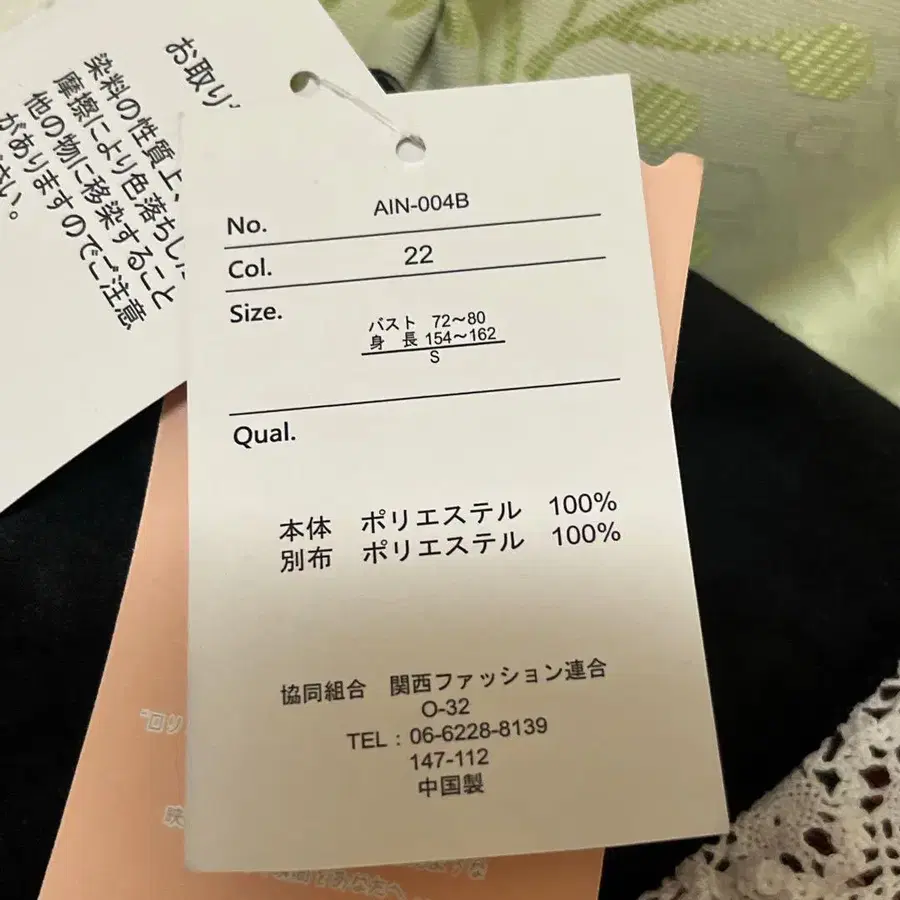 お取り
染料の性質上、
摩擦により色落ちした
他の物に移染すること
がありますのでご注意
さい。
No. AIN-004B
Col. 22
Size.
バスト 72～80
身 長 154～162
S
Qual.
本体 ポリエステル 100%
別布 ポリエステル 100%
協同組合 関西ファッション連合
O-32
TEL：06-6228-8139
147-112
中国製